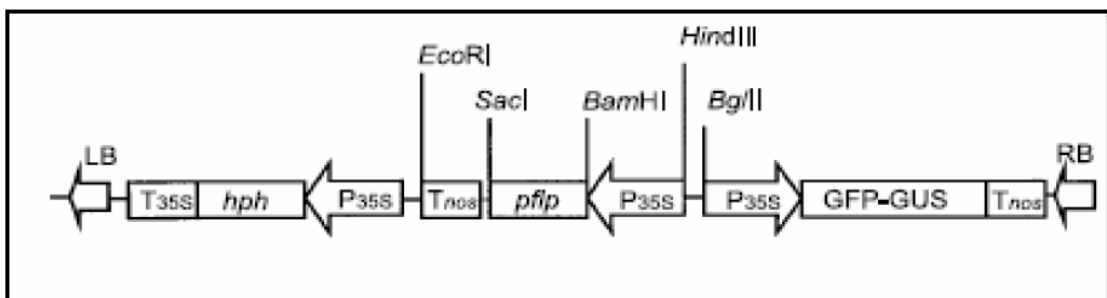 HindIII
EcoRI
SacI BamHI BglII
LB RB
T35S hph P35S Tnos pflp P35S P35S GFP-GUS Tnos